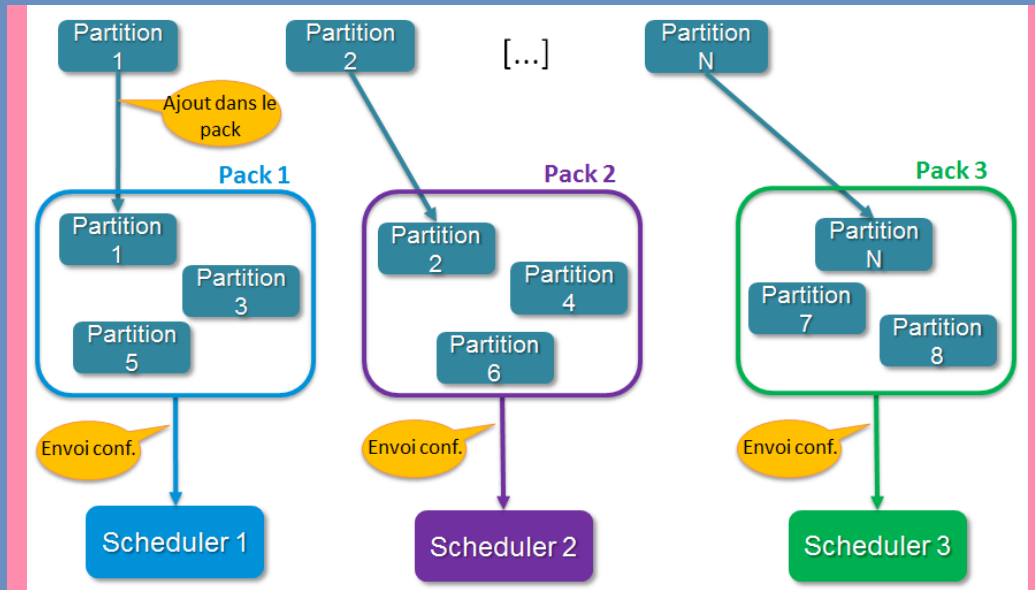 Partition
1
Partition
2
[...]
Partition
N
Ajout dans le
pack
Pack 1
Pack 2
Pack 3
Partition
1
Partition
3
Partition
5
Partition
2
Partition
4
Partition
6
Partition
N
Partition
7
Partition
8
Envoi conf.
Envoi conf.
Envoi conf.
Scheduler 1
Scheduler 2
Scheduler 3